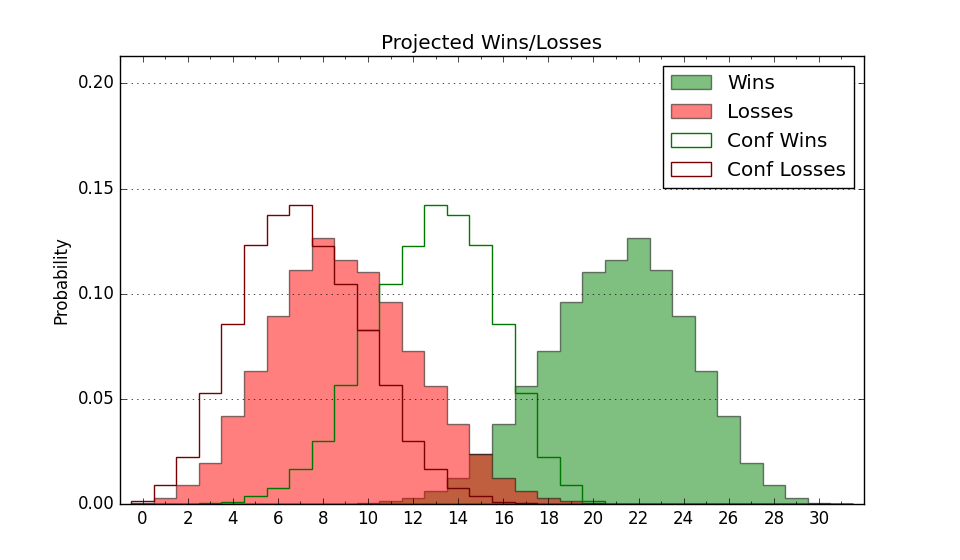 Projected Wins/Losses
0.20
0.15
0.10
0.05
0.00
Probability
Wins
Losses
Conf Wins
Conf Losses
0 2 4 6 8 10 12 14 16 18 20 22 24 26 28 30